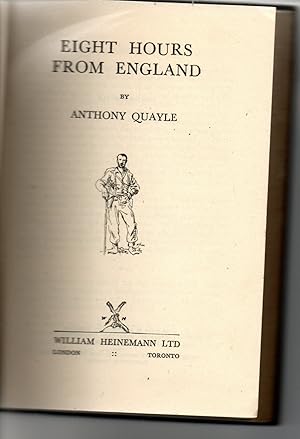 EIGHT HOURS
FROM ENGLAND
BY
ANTHONY QUAYLE
W H
WILLIAM HEINEMANN LTD
LONDON :: TORONTO